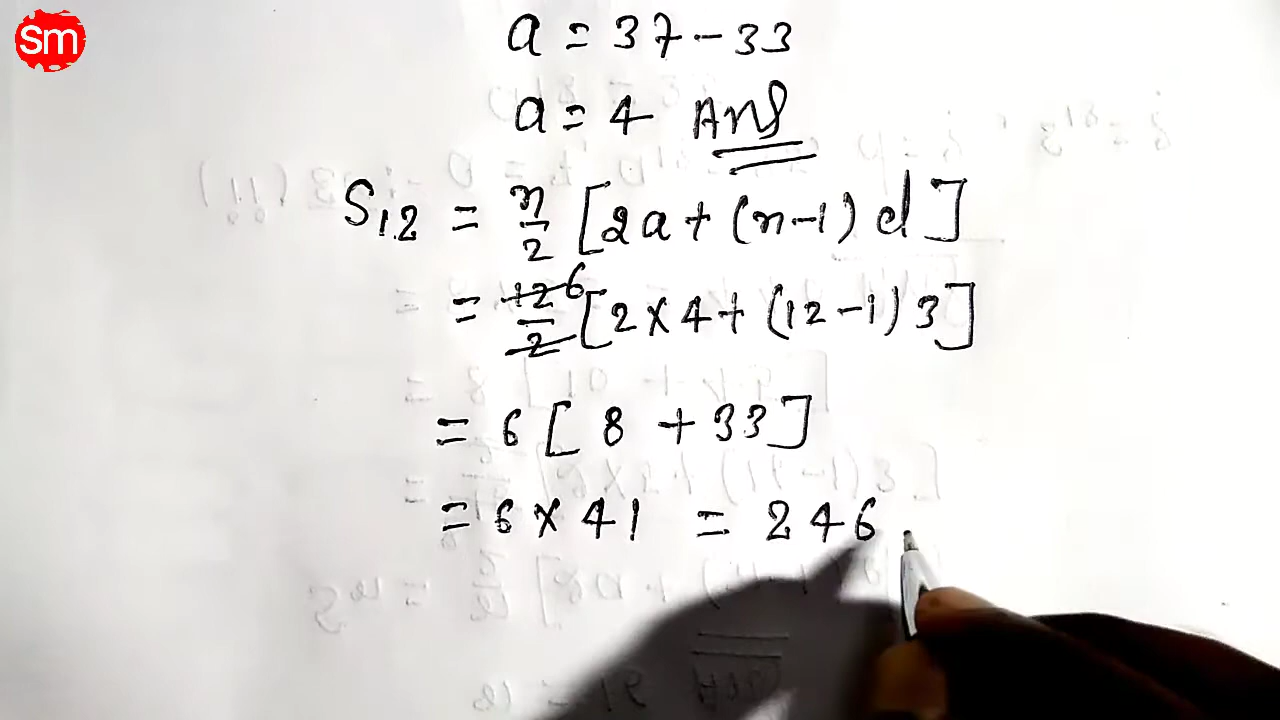 Sm
a = 37 - 33
a = 4 Ans
S12 = n/2 [2a + (n-1) d]
= 12/2 6 [2 × 4 + (12-1) 3]
= 6 [8 + 33]
= 6 × 41 = 246